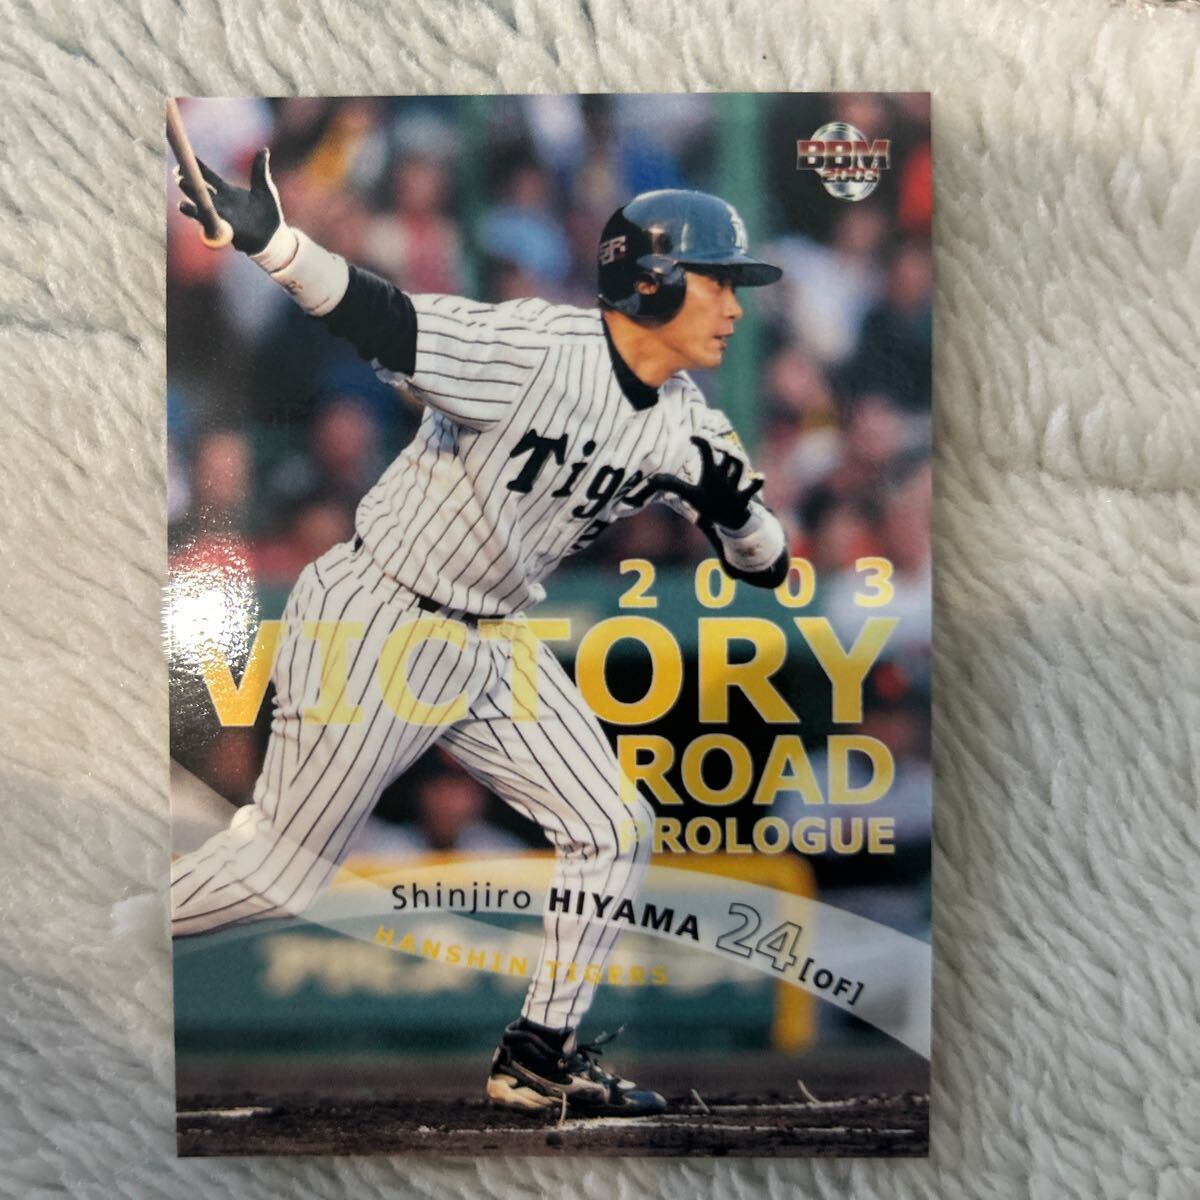 BBM
2003
Tigers
2003
VICTORY
ROAD
PROLOGUE
Shinjiro HIYAMA 24 [OF]
HANSHIN TIGERS